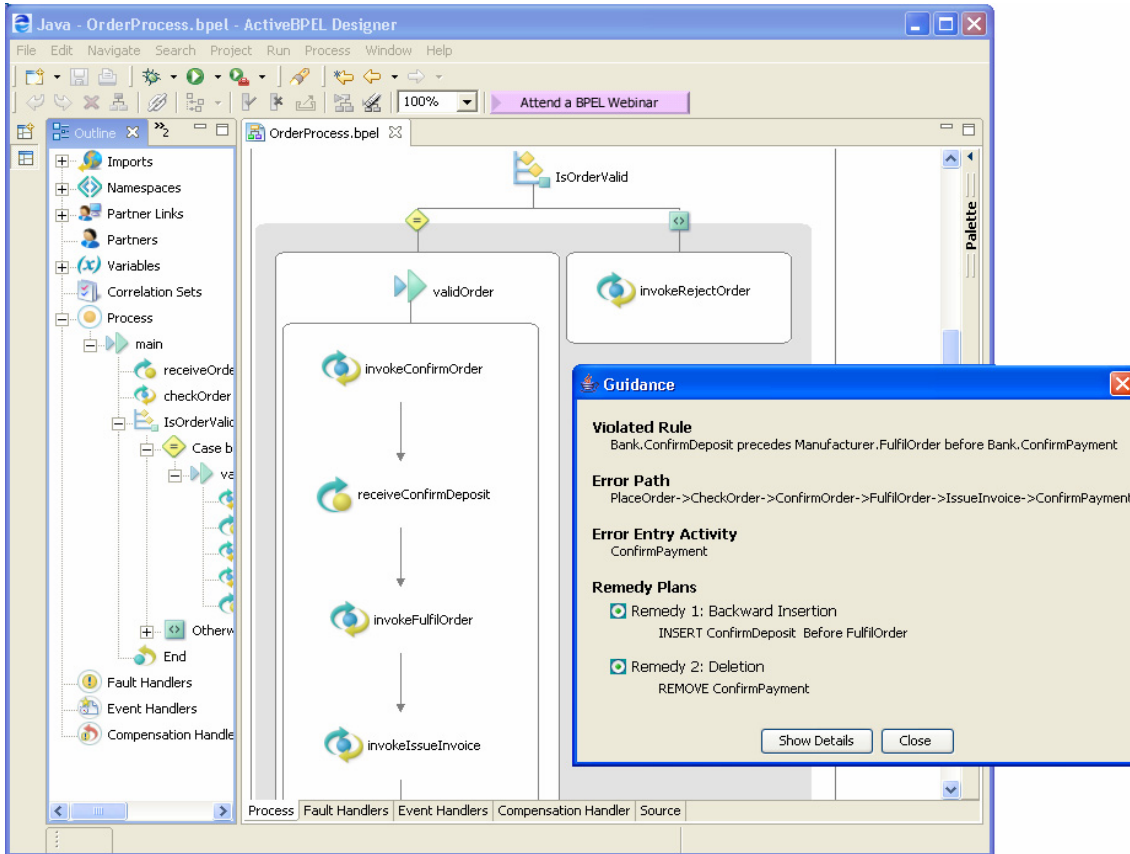 Java - OrderProcess.bpel - ActiveBPEL Designer
File Edit Navigate Search Project Run Process Window Help
100% Attend a BPEL Webinar
Outline »2
Imports
Namespaces
Partner Links
Partners
Variables
Correlation Sets
Process
main
receiveOrde
checkOrder
IsOrderValid
Case b
va
Otherw
End
Fault Handlers
Event Handlers
Compensation Handle
OrderProcess.bpel
IsOrderValid
validOrder
invokeRejectOrder
invokeConfirmOrder
receiveConfirmDeposit
invokeFulfilOrder
invokeIssueInvoice
Palette
Process Fault Handlers Event Handlers Compensation Handler Source
Guidance
Violated Rule
Bank.ConfirmDeposit precedes Manufacturer.FulfilOrder before Bank.ConfirmPayment
Error Path
PlaceOrder->CheckOrder->ConfirmOrder->FulfilOrder->IssueInvoice->ConfirmPayment
Error Entry Activity
ConfirmPayment
Remedy Plans
Remedy 1: Backward Insertion
INSERT ConfirmDeposit Before FulfilOrder
Remedy 2: Deletion
REMOVE ConfirmPayment
Show Details Close